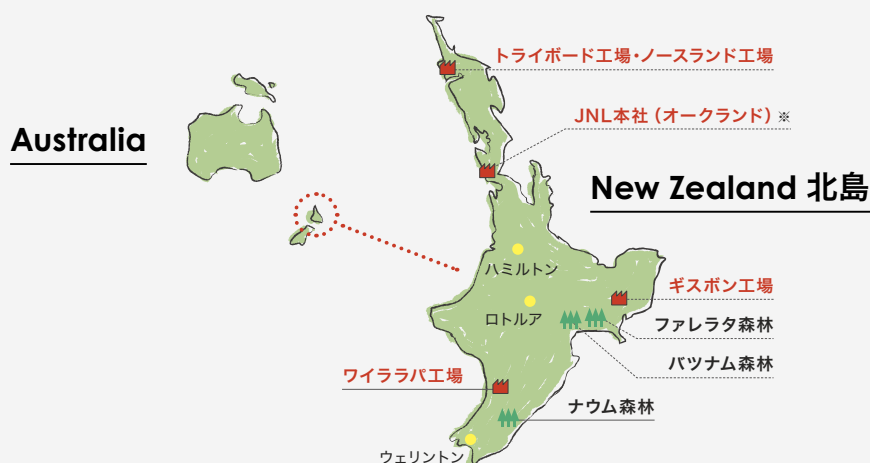 トライボード工場・ノースランド工場
JNL本社（オークランド）※
Australia
New Zealand 北島
ハミルトン
ギスボン工場
ロトルア
ファレラタ森林
バツナム森林
ワイララパ工場
ナウム森林
ウェリントン